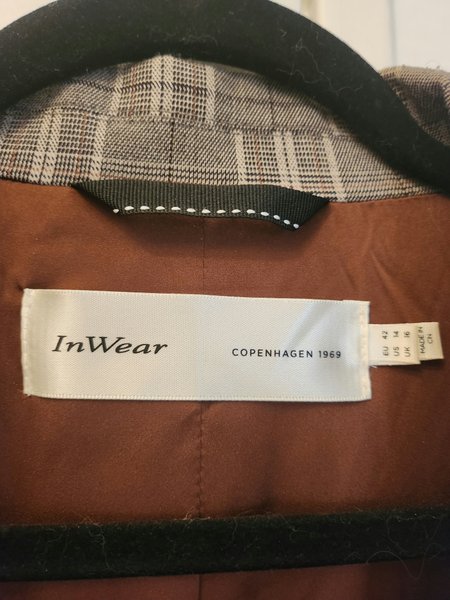 InWear
COPENHAGEN 1969
EU 42
US 14
UK 16
MADE IN
CN